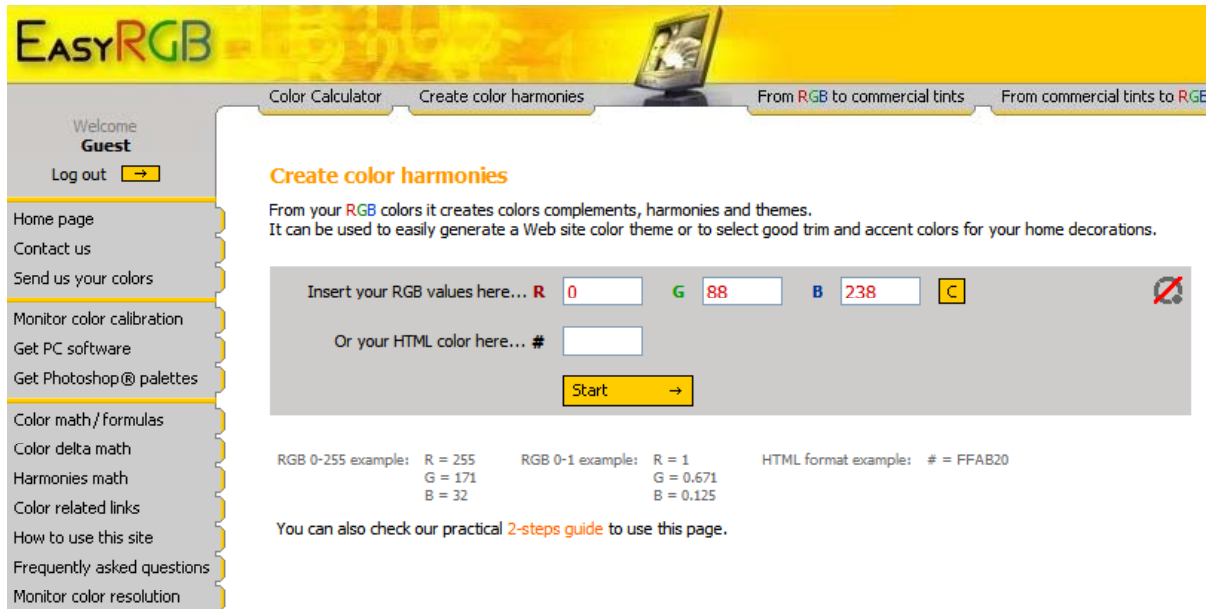 EASYRGB
Color Calculator
Create color harmonies
From RGB to commercial tints
From commercial tints to RGB
Welcome
Guest
Log out →
Home page
Contact us
Send us your colors
Monitor color calibration
Get PC software
Get Photoshop® palettes
Color math / formulas
Color delta math
Harmonies math
Color related links
How to use this site
Frequently asked questions
Monitor color resolution
Create color harmonies
From your RGB colors it creates colors complements, harmonies and themes.
It can be used to easily generate a Web site color theme or to select good trim and accent colors for your home decorations.
Insert your RGB values here... R 0 G 88 B 238 C
Or your HTML color here... #
Start →
RGB 0-255 example: R = 255 RGB 0-1 example: R = 1 HTML format example: # = FFAB20
G = 171 G = 0.671
B = 32 B = 0.125
You can also check our practical 2-steps guide to use this page.